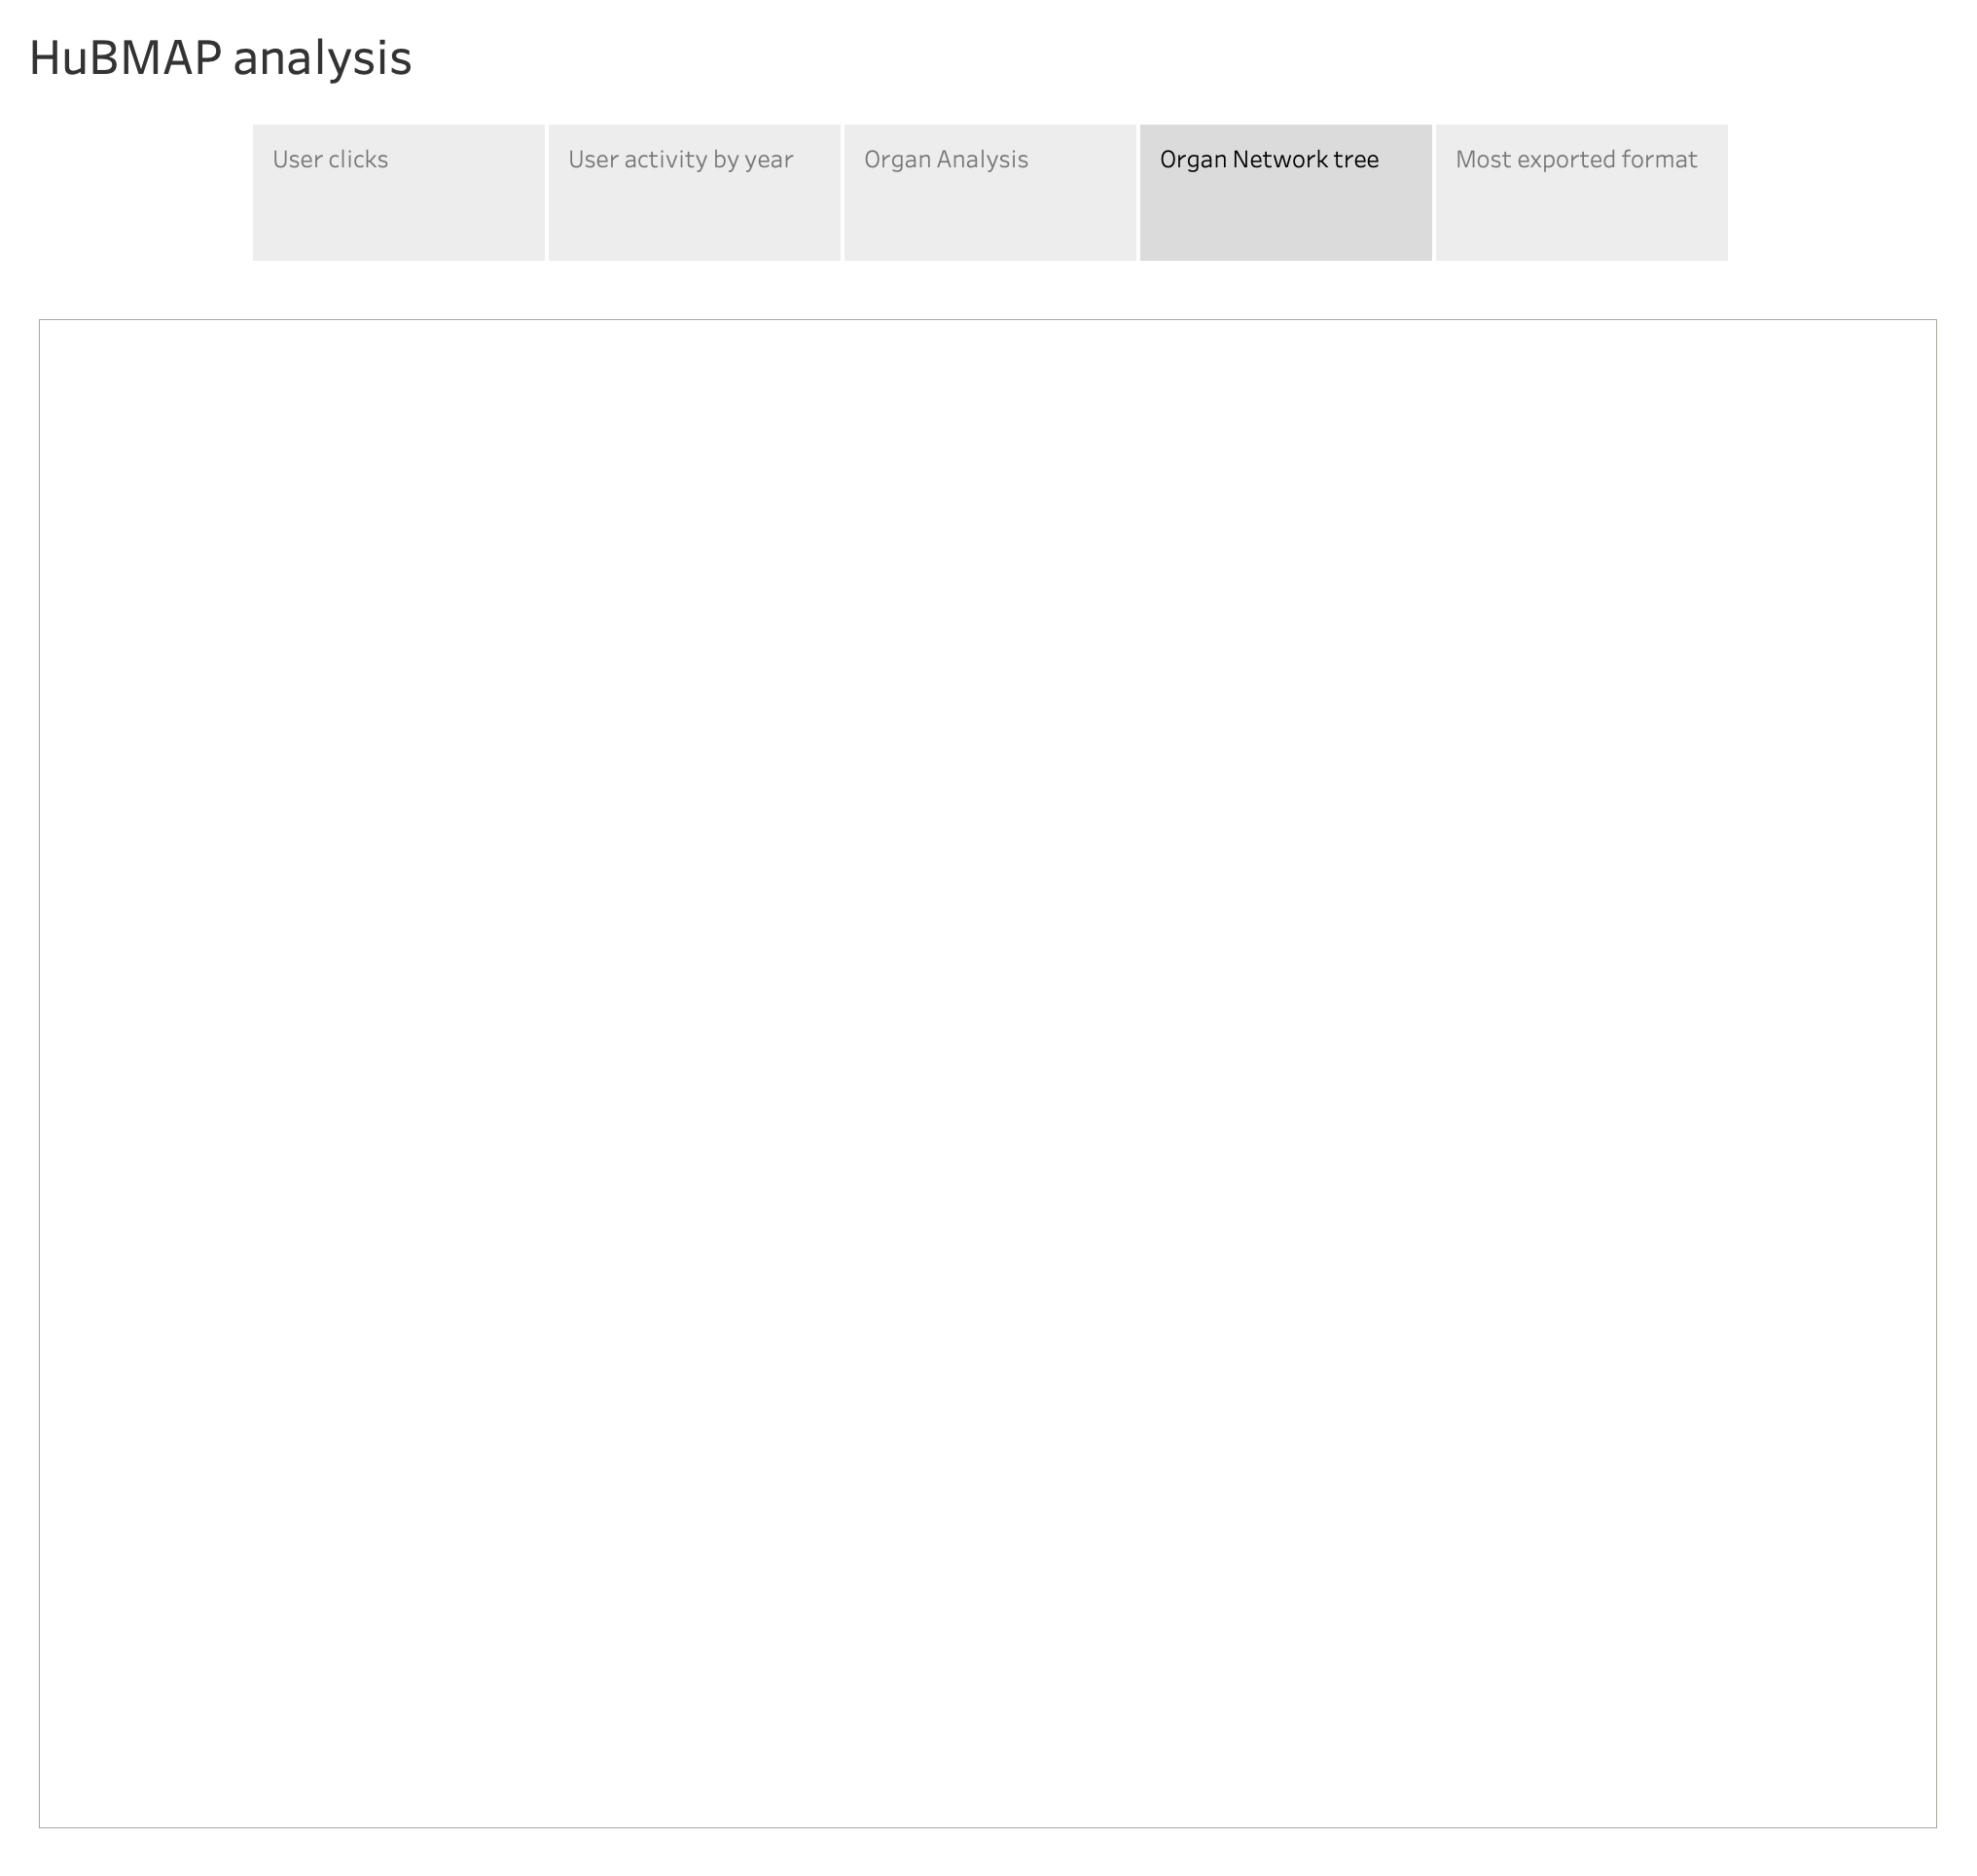 HuBMAP analysis
User clicks
User activity by year
Organ Analysis
Organ Network tree
Most exported format